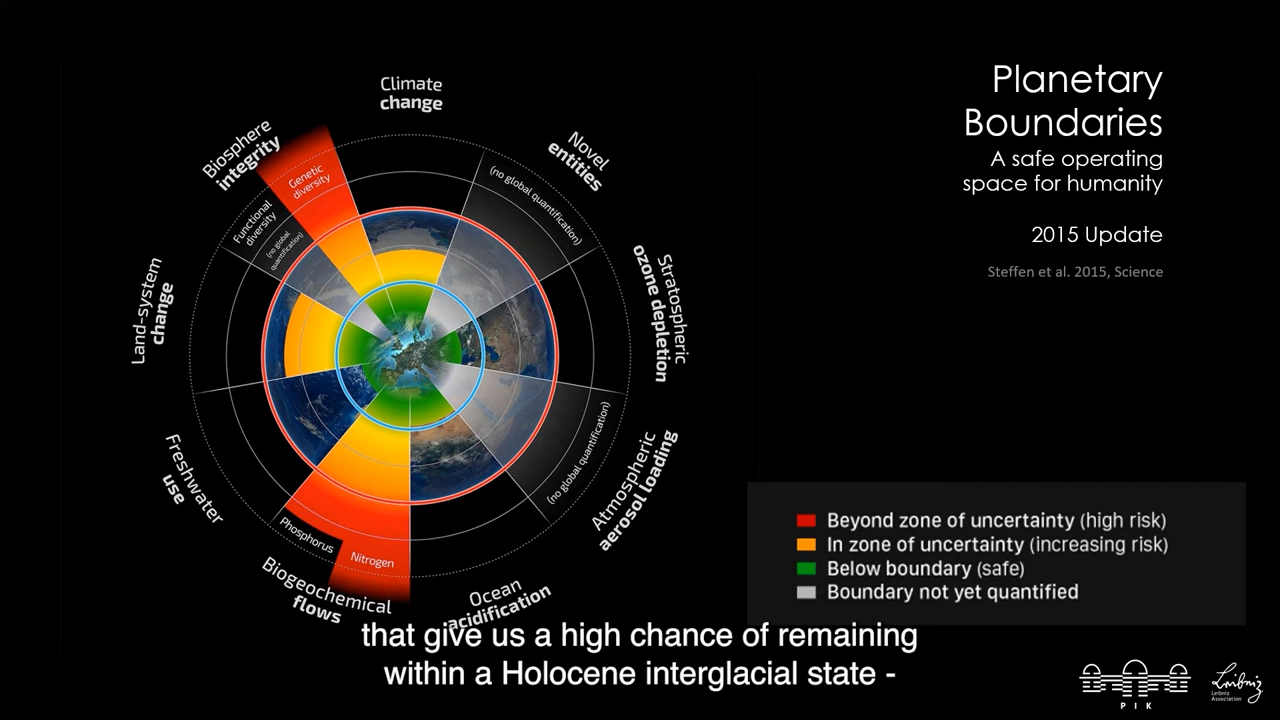 Planetary
Boundaries
A safe operating
space for humanity
2015 Update
Steffen et al. 2015, Science
Climate
change
Novel
entities
(no global quantification)
Stratospheric
ozone depletion
Atmospheric
aerosol loading
(no global quantification)
Ocean
acidification
Biogeochemical
flows
Phosphorus
Nitrogen
Freshwater
use
Land-system
change
Biosphere
integrity
Functional
diversity
(no global
quantification)
Genetic
diversity
Beyond zone of uncertainty (high risk)
In zone of uncertainty (increasing risk)
Below boundary (safe)
Boundary not yet quantified
that give us a high chance of remaining
within a Holocene interglacial state -
P I K
Leibniz
Leibniz
Association